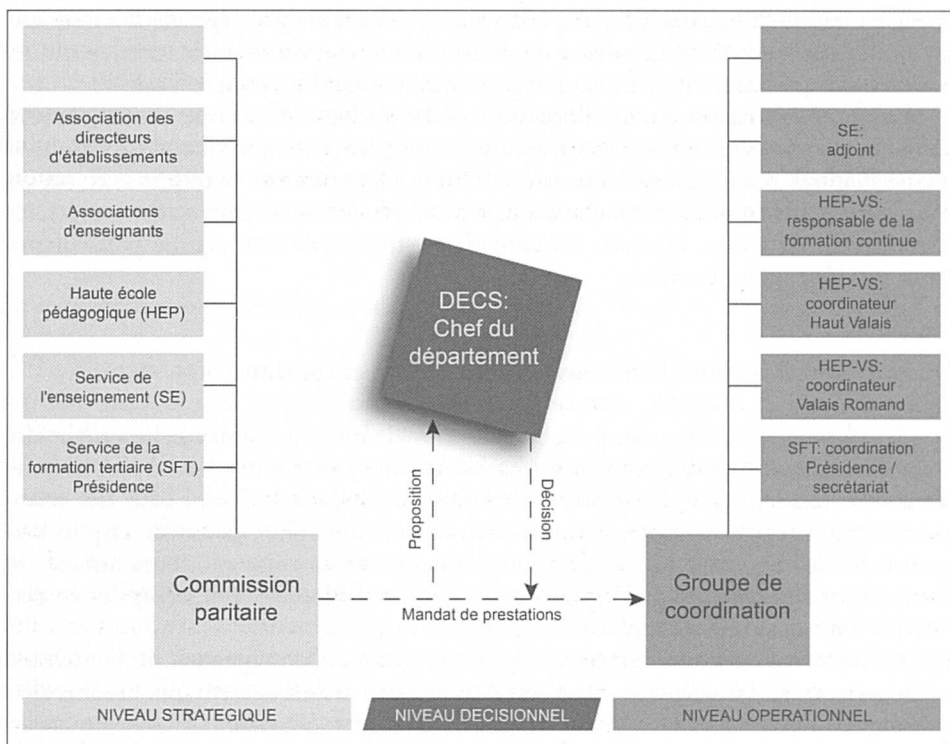 Association des
directeurs
d'établissements
Associations
d'enseignants
Haute école
pédagogique (HEP)
Service de
l'enseignement (SE)
Service de la
formation tertiaire (SFT)
Présidence
Commission
paritaire
NIVEAU STRATEGIQUE
DECS:
Chef du
département
Proposition
Décision
Mandat de prestations
NIVEAU DECISIONNEL
SE:
adjoint
HEP-VS:
responsable de la
formation continue
HEP-VS:
coordinateur
Haut Valais
HEP-VS:
coordinateur
Valais Romand
SFT: coordination
Présidence /
secrétariat
Groupe de
coordination
NIVEAU OPERATIONNEL